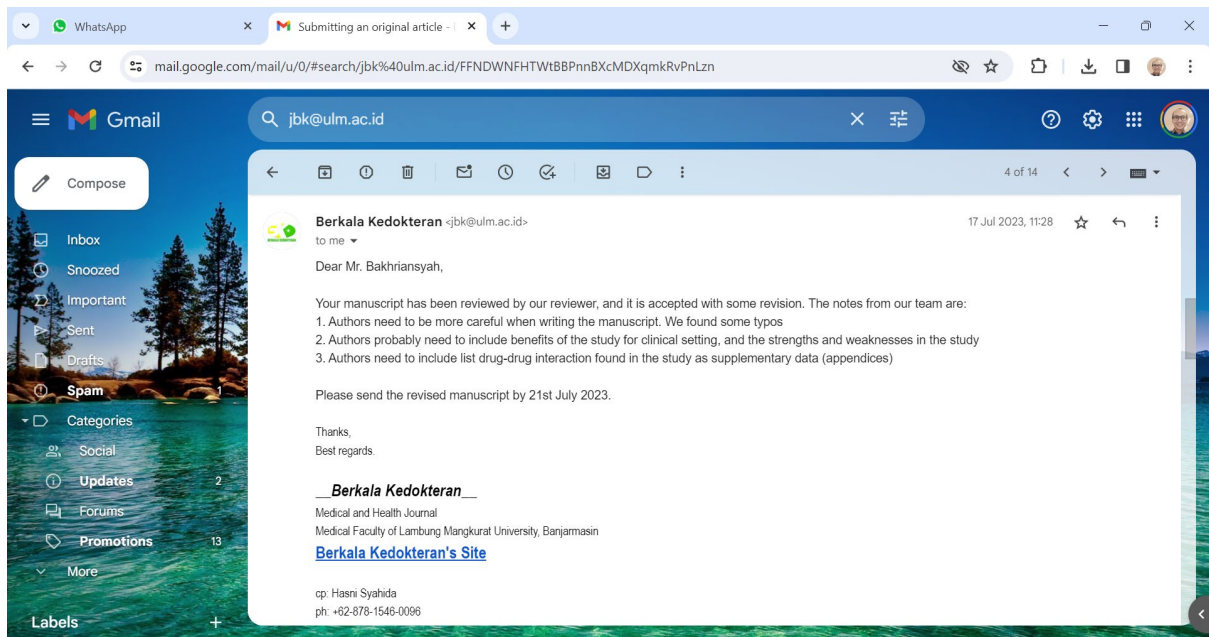 WhatsApp
Submitting an original article -
mail.google.com/mail/u/0/#search/jbk%40ulm.ac.id/FFNDWNFHTWtBBPnnBXcMDXqmkRvPnLzn
Gmail
jbk@ulm.ac.id
Compose
4 of 14
Inbox
Snoozed
Important
Sent
Drafts
Spam 1
Categories
Social
Updates 2
Forums
Promotions 13
More
Labels
Berkala Kedokteran <jbk@ulm.ac.id>
17 Jul 2023, 11:28
to me
Dear Mr. Bakhriansyah,
Your manuscript has been reviewed by our reviewer, and it is accepted with some revision. The notes from our team are:
1. Authors need to be more careful when writing the manuscript. We found some typos
2. Authors probably need to include benefits of the study for clinical setting, and the strengths and weaknesses in the study
3. Authors need to include list drug-drug interaction found in the study as supplementary data (appendices)
Please send the revised manuscript by 21st July 2023.
Thanks,
Best regards.
__Berkala Kedokteran__
Medical and Health Journal
Medical Faculty of Lambung Mangkurat University, Banjarmasin
Berkala Kedokteran's Site
cp: Hasni Syahida
ph: +62-878-1546-0096